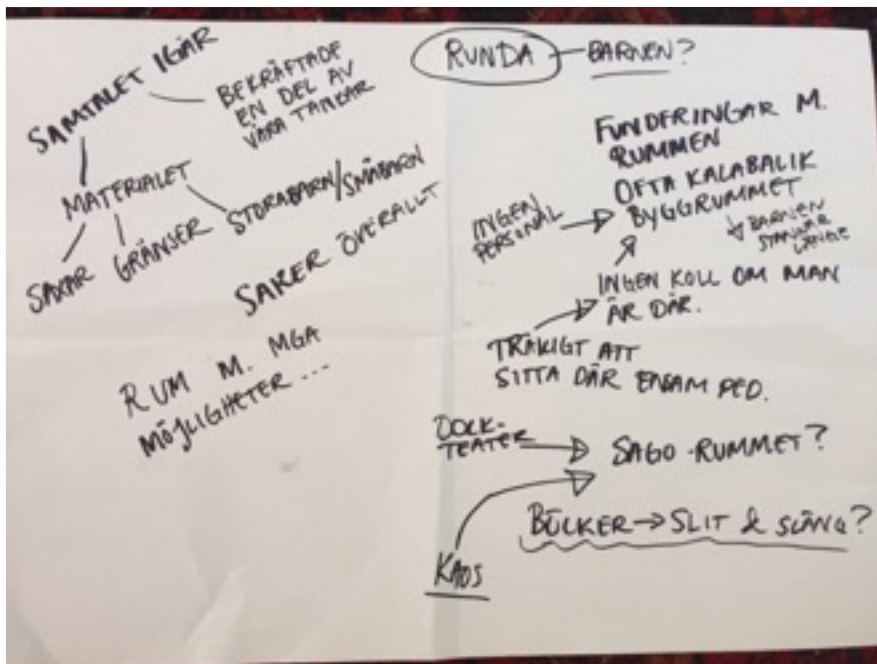 SAMTALET IGÅR
BEKRÄFTADE
EN DEL AV
VÅRA TANKAR
MATERIALET
SAXAR
GRÄNSER
STORABARN/SMÅBARN
SAKER ÖVERALLT
RUM M. MGA
MÖJLIGHETER...
RUNDA - BARNEN?
FUNDERINGAR M.
RUMMEN
OFTA KALABALIK
BYGGRUMMET
INGEN
PERSONAL
BARNEN
STANNAR
LÄNGE
INGEN KOLL OM MAN
ÄR DÄR.
TRÅKIGT ATT
SITTA DÄR ENSAM PED.
DOCK-
TEATER
SAGO-RUMMET?
BÖCKER → SLIT & SLÄNG?
KAOS